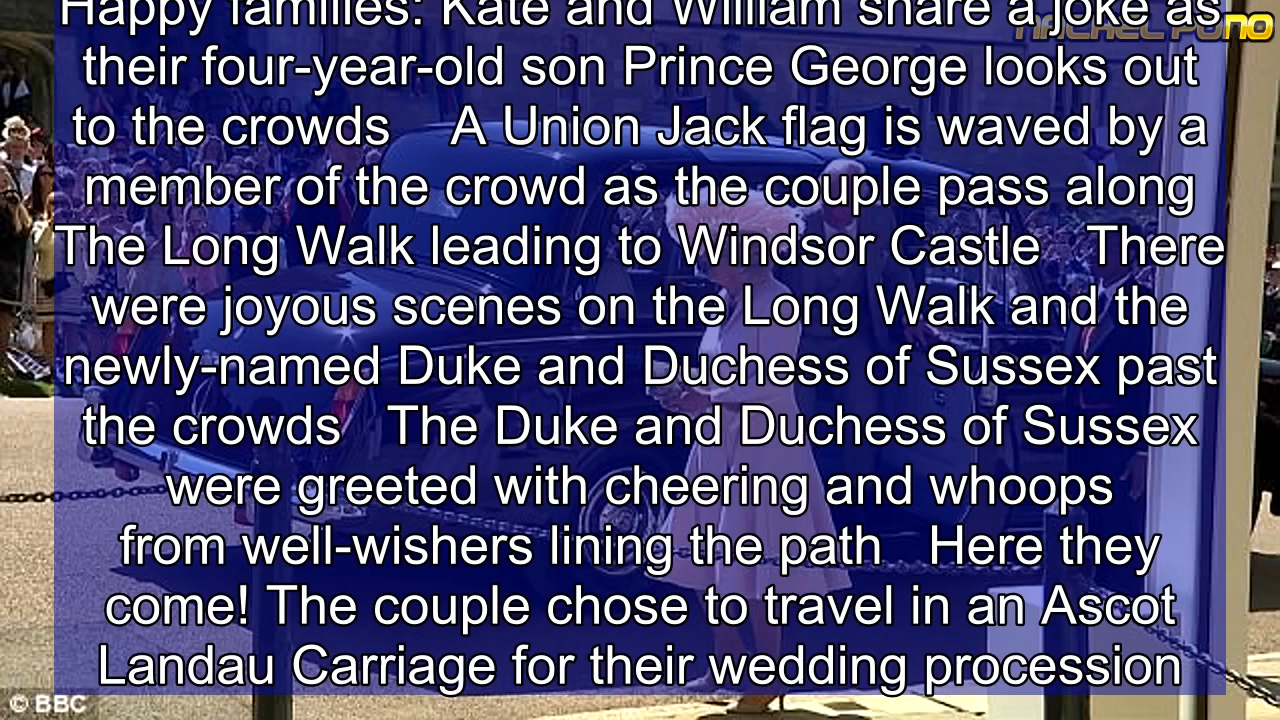 Happy families: Kate and William share a joke as
their four-year-old son Prince George looks out
to the crowds A Union Jack flag is waved by a
member of the crowd as the couple pass along
The Long Walk leading to Windsor Castle There
were joyous scenes on the Long Walk and the
newly-named Duke and Duchess of Sussex past
the crowds The Duke and Duchess of Sussex
were greeted with cheering and whoops
from well-wishers lining the path Here they
come! The couple chose to travel in an Ascot
Landau Carriage for their wedding procession
© BBC